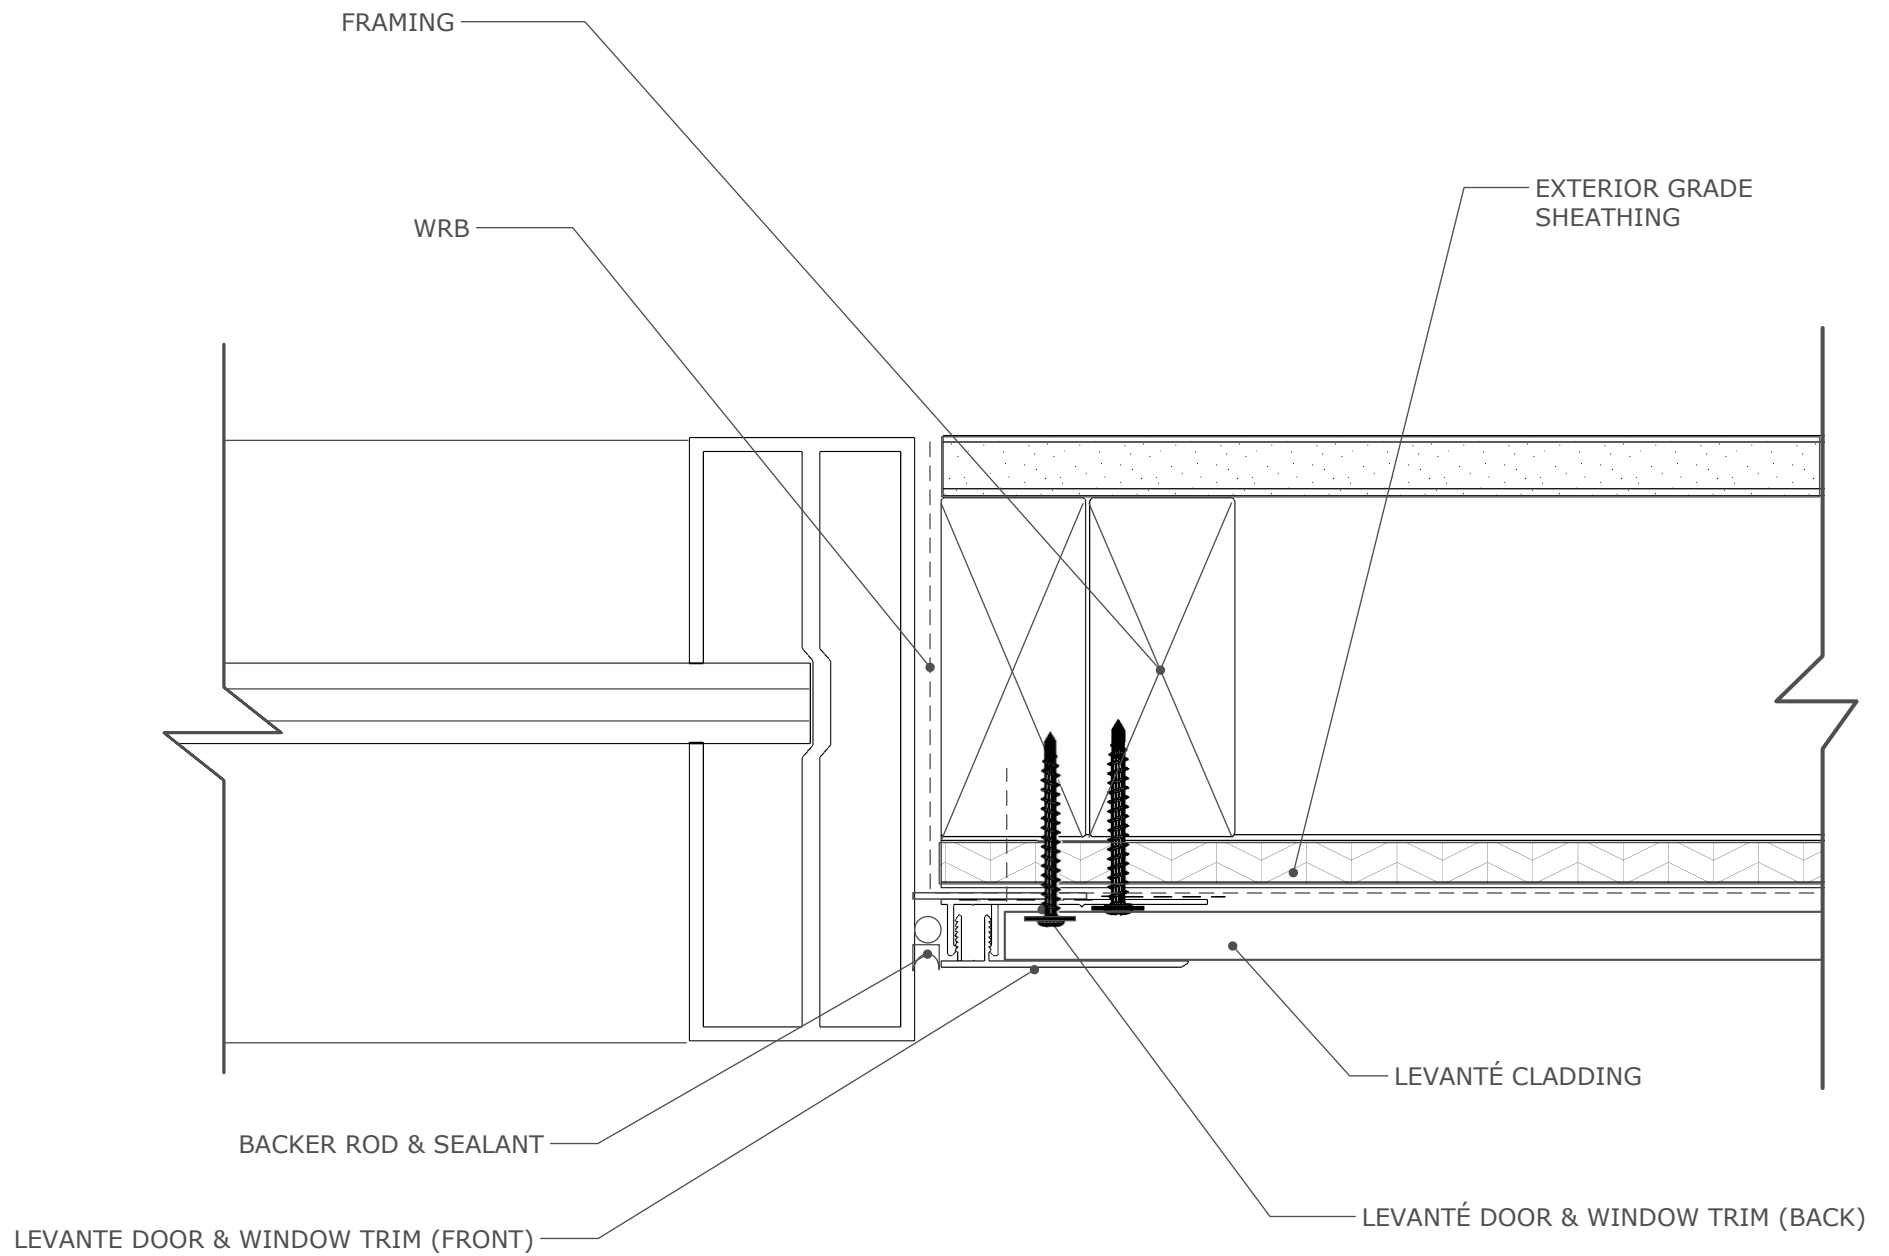 FRAMING
EXTERIOR GRADE
SHEATHING
WRB
LEVANTÉ CLADDING
BACKER ROD & SEALANT
LEVANTÉ DOOR & WINDOW TRIM (BACK)
LEVANTE DOOR & WINDOW TRIM (FRONT)